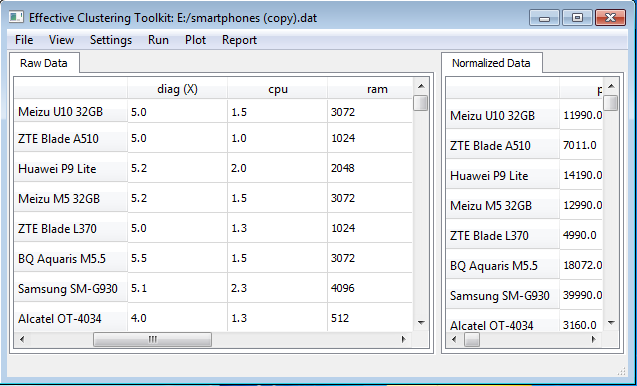 Effective Clustering Toolkit: E:/smartphones (copy).dat
File View Settings Run Plot Report
Raw Data
diag (X) cpu ram
Meizu U10 32GB 5.0 1.5 3072
ZTE Blade A510 5.0 1.0 1024
Huawei P9 Lite 5.2 2.0 2048
Meizu M5 32GB 5.2 1.5 3072
ZTE Blade L370 5.0 1.3 1024
BQ Aquaris M5.5 5.5 1.5 3072
Samsung SM-G930 5.1 2.3 4096
Alcatel OT-4034 4.0 1.3 512
Normalized Data
p
Meizu U10 32GB 11990.0
ZTE Blade A510 7011.0
Huawei P9 Lite 14190.0
Meizu M5 32GB 12990.0
ZTE Blade L370 4990.0
BQ Aquaris M5.5 18072.0
Samsung SM-G930 39990.0
Alcatel OT-4034 3160.0